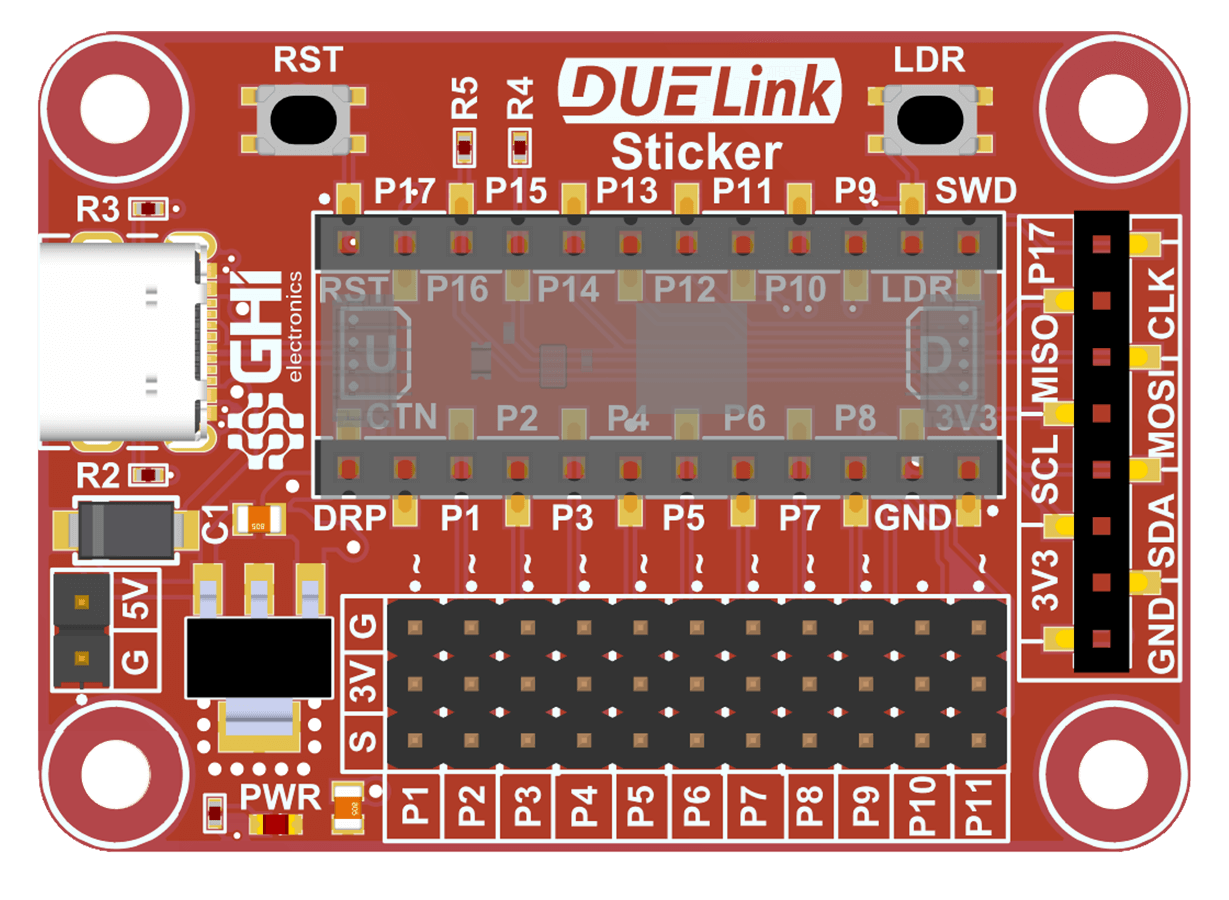 RST
LDR
R5
R4
DUELink
Sticker
P17 P15 P13 P11 P9 SWD
R3
RST P16 P14 P12 P10 LDR
GHI
electronics
U
D
CTN P2 P4 P6 P8 3V3
R2
DRP P1 P3 P5 P7 GND
C1
805
~ ~ ~ ~ ~ ~ ~ ~ ~ ~
5V
G
G
3V
S
PWR
805
P1 P2 P3 P4 P5 P6 P7 P8 P9 P10 P11
P17
CLK
MISO
MOSI
SCL
SDA
3V3
GND